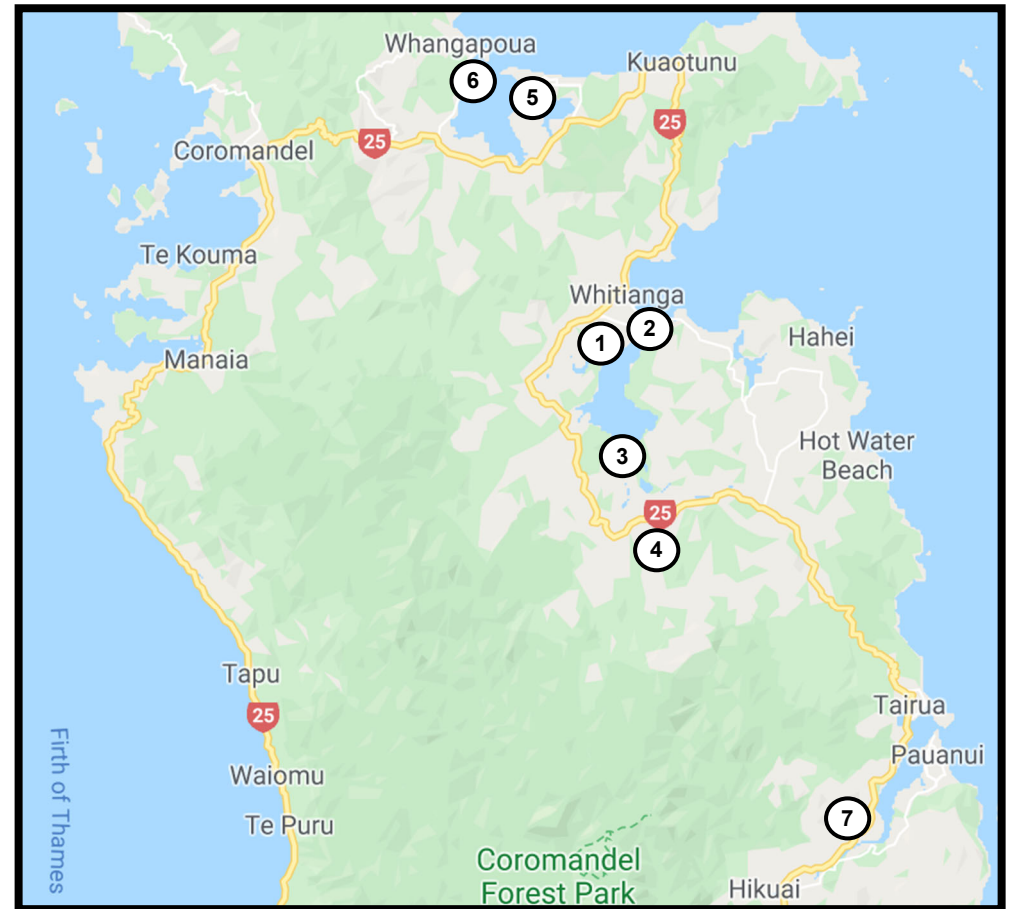 Whangapoua
Kuaotunu
6
5
25
25
Coromandel
Te Kouma
Whitianga
2
1
Hahei
Manaia
Hot Water
Beach
3
25
4
Tapu
25
Tairua
Firth of Thames
Pauanui
Waiomu
7
Te Puru
Coromandel
Forest Park
Hikuai